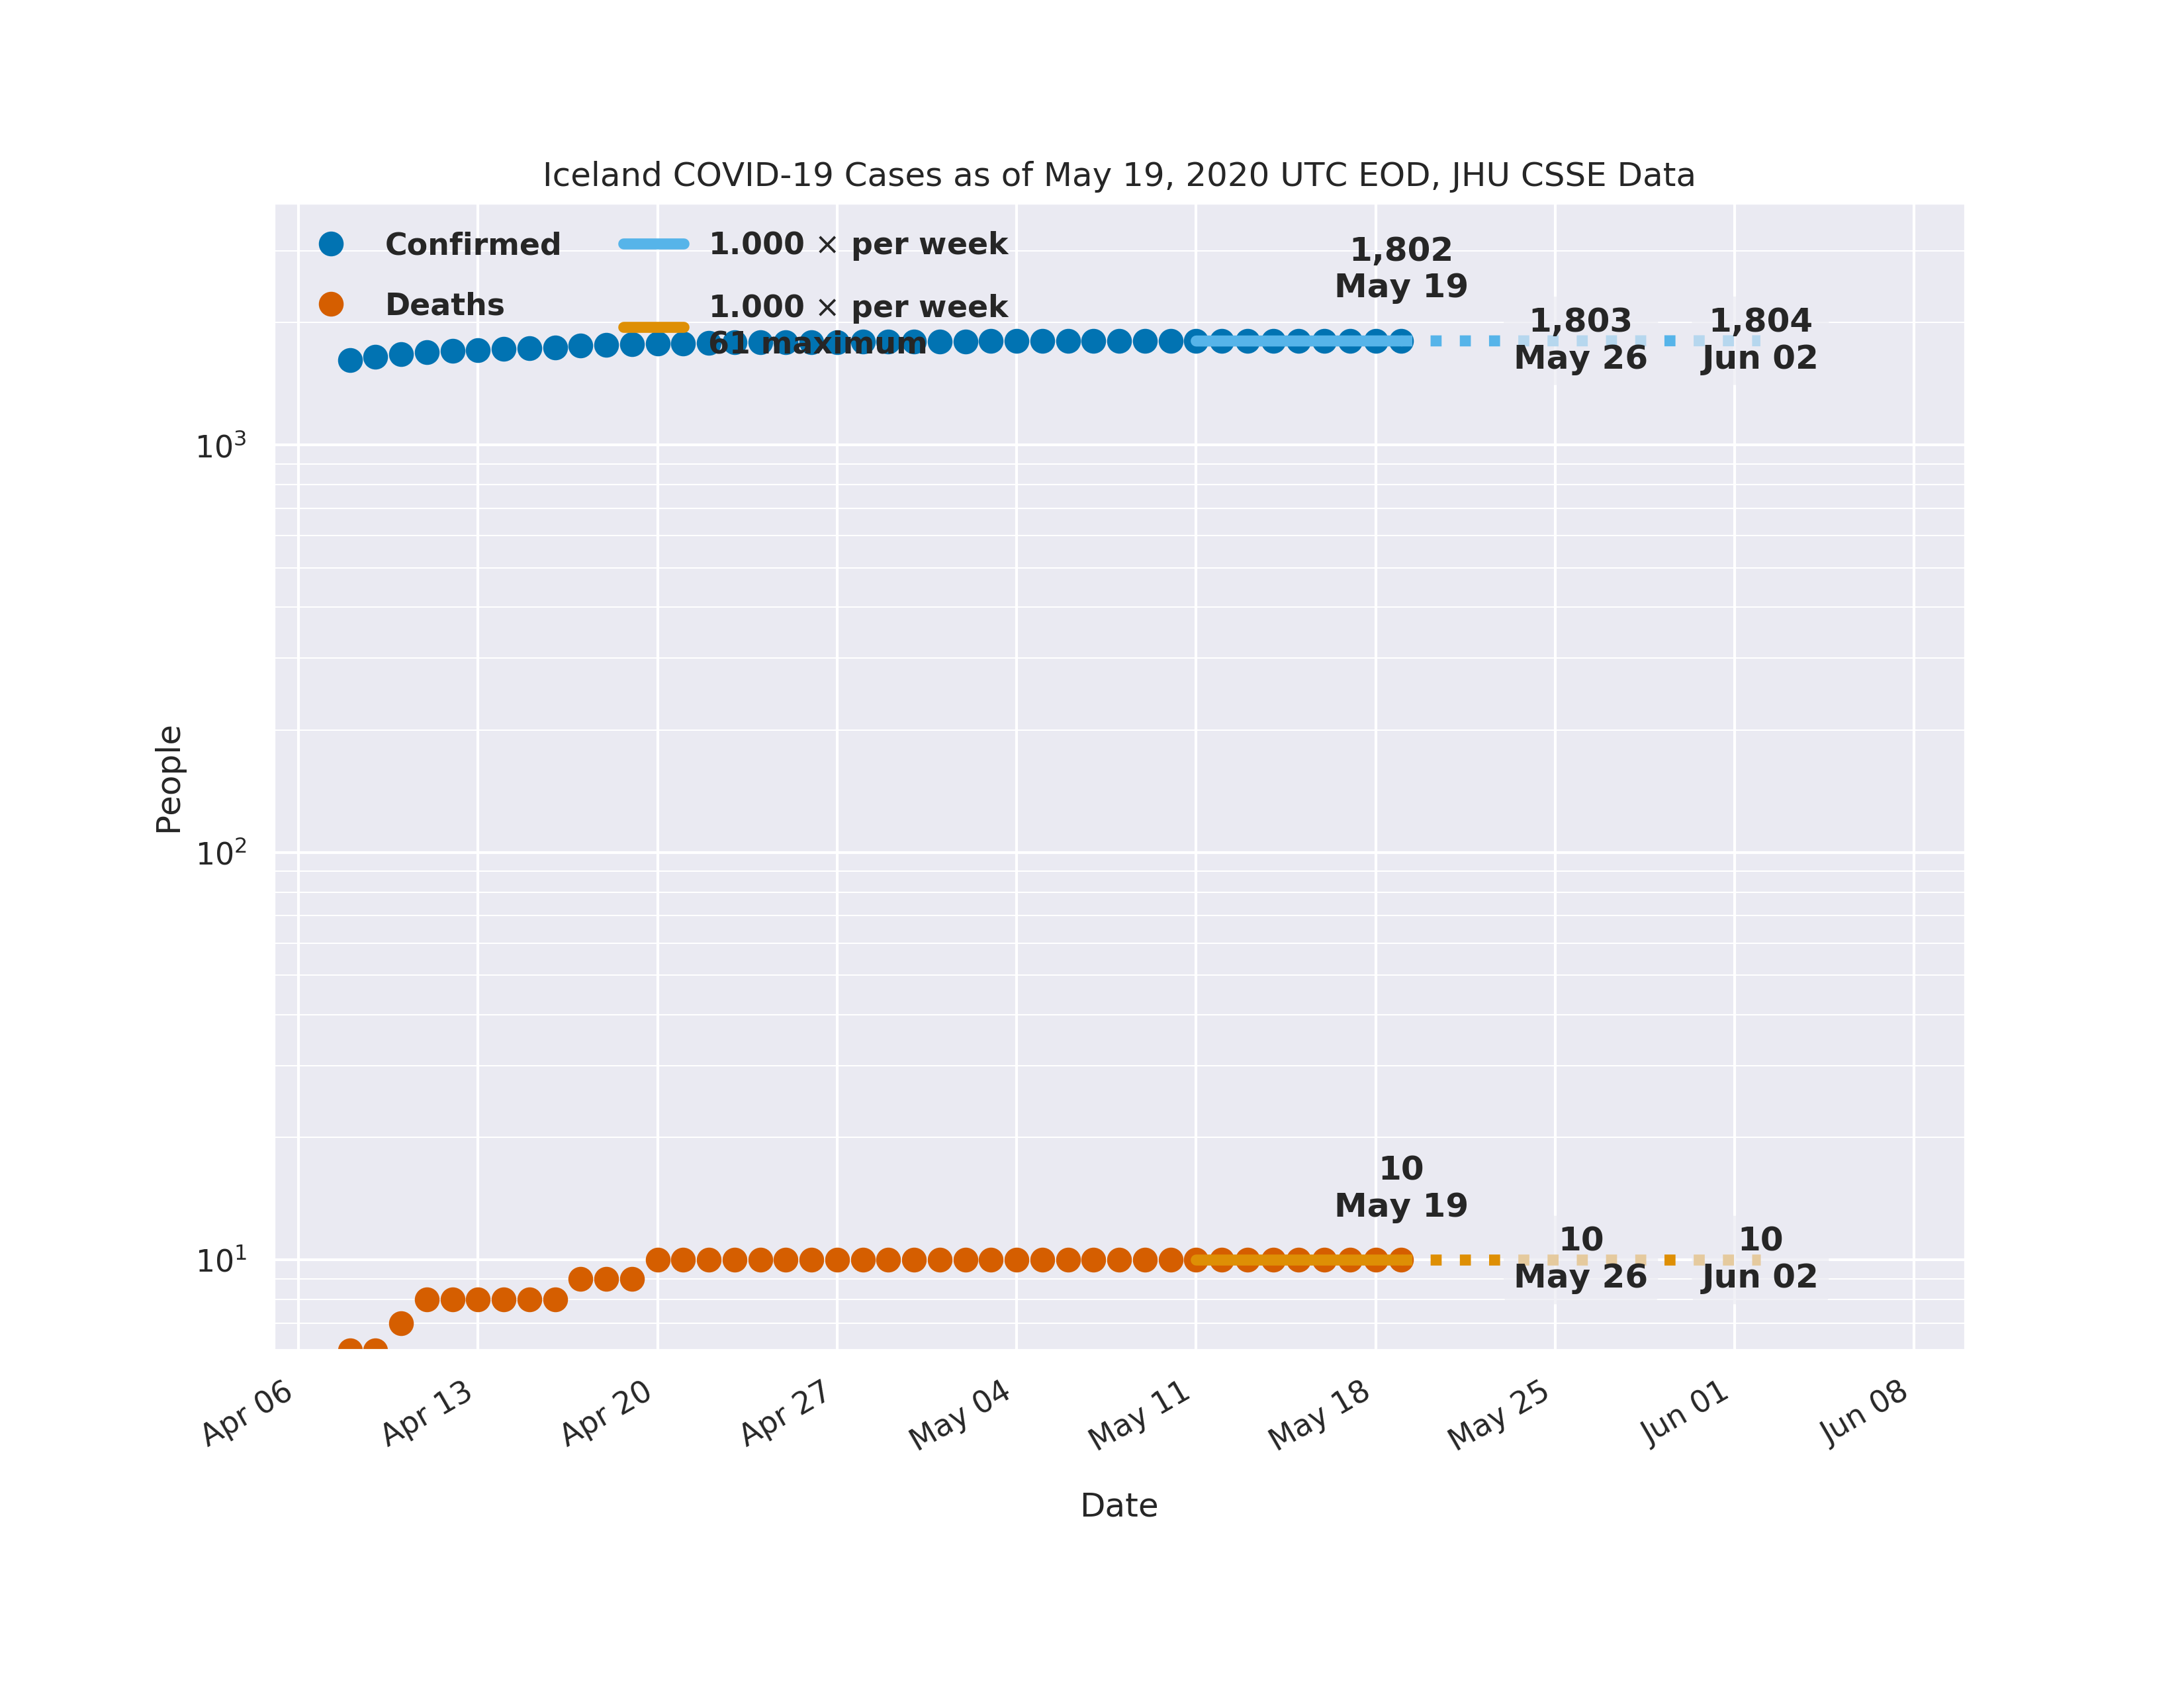 Iceland COVID-19 Cases as of May 19, 2020 UTC EOD, JHU CSSE Data
Confirmed
Deaths
1.000 × per week
1.000 × per week
61 maximum
1,802
May 19
1,803
May 26
1,804
Jun 02
10³
10²
10¹
People
10
May 19
10
May 26
10
Jun 02
Apr 06
Apr 13
Apr 20
Apr 27
May 04
May 11
May 18
May 25
Jun 01
Jun 08
Date